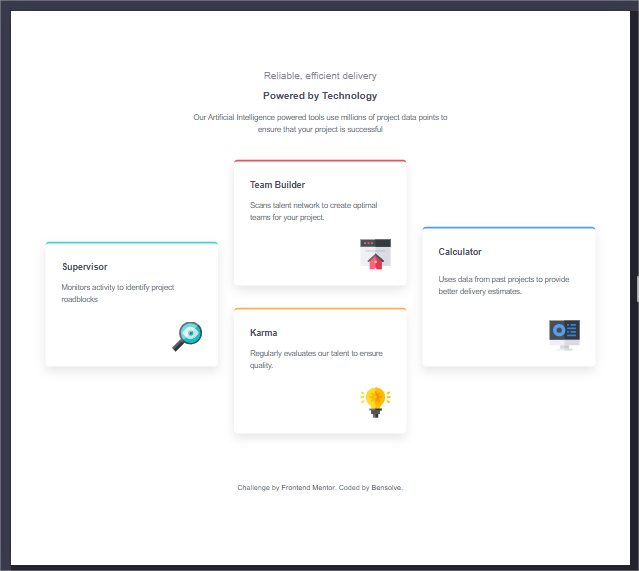 Reliable, efficient delivery
Powered by Technology
Our Artificial Intelligence powered tools use millions of project data points to
ensure that your project is successful
Supervisor
Monitors activity to identify project
roadblocks
Team Builder
Scans talent network to create optimal
teams for your project.
Karma
Regularly evaluates our talent to ensure
quality.
Calculator
Uses data from past projects to provide
better delivery estimates.
Challenge by Frontend Mentor. Coded by Bensolve.